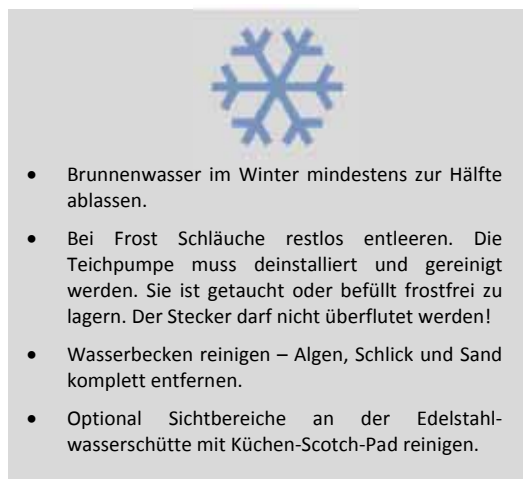 • Brunnenwasser im Winter mindestens zur Hälfte
ablassen.
• Bei Frost Schläuche restlos entleeren. Die
Teichpumpe muss deinstalliert und gereinigt
werden. Sie ist getaucht oder befüllt frostfrei zu
lagern. Der Stecker darf nicht überflutet werden!
• Wasserbecken reinigen – Algen, Schlick und Sand
komplett entfernen.
• Optional Sichtbereiche an der Edelstahl-
wasserschütte mit Küchen-Scotch-Pad reinigen.